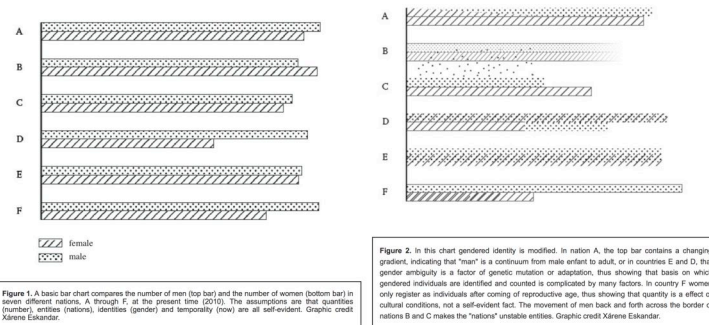 A
B
C
D
E
F
female
male
Figure 1. A basic bar chart compares the number of men (top bar) and the number of women (bottom bar) in
seven different nations, A through F, at the present time (2010). The assumptions are that quantities
(number), entities (nations), identities (gender) and temporality (now) are all self-evident. Graphic credit
Xárene Eskandar.
A
B
C
D
E
F
Figure 2. In this chart gendered identity is modified. In nation A, the top bar contains a changing
gradient, indicating that "man" is a continuum from male enfant to adult, or in countries E and D, tha
gender ambiguity is a factor of genetic mutation or adaptation, thus showing that basis on which
gendered individuals are identified and counted is complicated by many factors. In country F women
only register as individuals after coming of reproductive age, thus showing that quantity is a effect o
cultural conditions, not a self-evident fact. The movement of men back and forth across the border o
nations B and C makes the "nations" unstable entities. Graphic credit Xárene Eskandar.